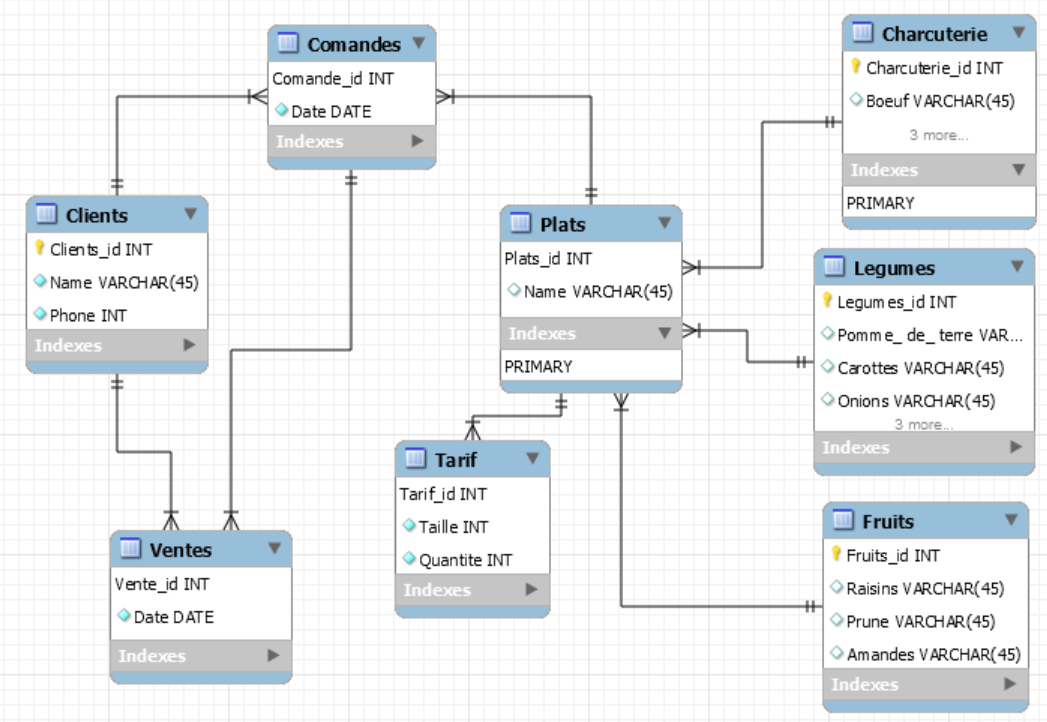 Comandes
Comande_id INT
Date DATE
Indexes
Charcuterie
Charcuterie_id INT
Boeuf VARCHAR(45)
3 more...
Indexes
PRIMARY
Clients
Clients_id INT
Name VARCHAR(45)
Phone INT
Indexes
Plats
Plats_id INT
Name VARCHAR(45)
Indexes
PRIMARY
Legumes
Legumes_id INT
Pomme_ de_ terre VAR...
Carottes VARCHAR(45)
Onions VARCHAR(45)
3 more...
Indexes
Tarif
Tarif_id INT
Taille INT
Quantite INT
Indexes
Fruits
Fruits_id INT
Raisins VARCHAR(45)
Prune VARCHAR(45)
Amandes VARCHAR(45)
Indexes
Ventes
Vente_id INT
Date DATE
Indexes